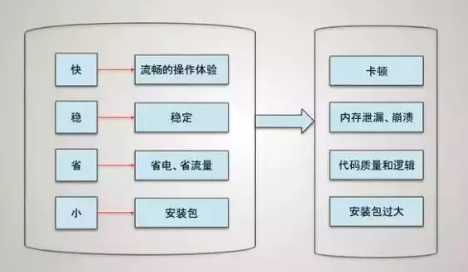 快
流畅的操作体验
卡顿
稳
稳定
内存泄漏、崩溃
省
省电、省流量
代码质量和逻辑
小
安装包
安装包过大